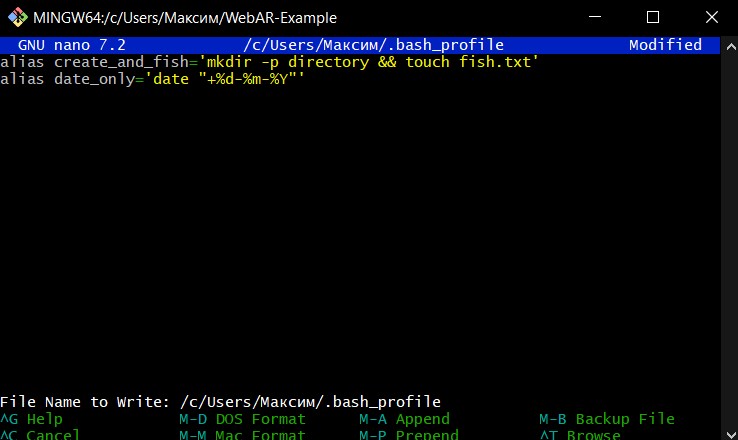 MINGW64:/c/Users/Максим/WebAR-Example
GNU nano 7.2 /c/Users/Максим/.bash_profile Modified
alias create_and_fish='mkdir -p directory && touch fish.txt'
alias date_only='date "+%d-%m-%Y"'
File Name to Write: /c/Users/Максим/.bash_profile
^G Help M-D DOS Format M-A Append M-B Backup File
^C Cancel M-M Mac Format M-P Prepend ^T Browse